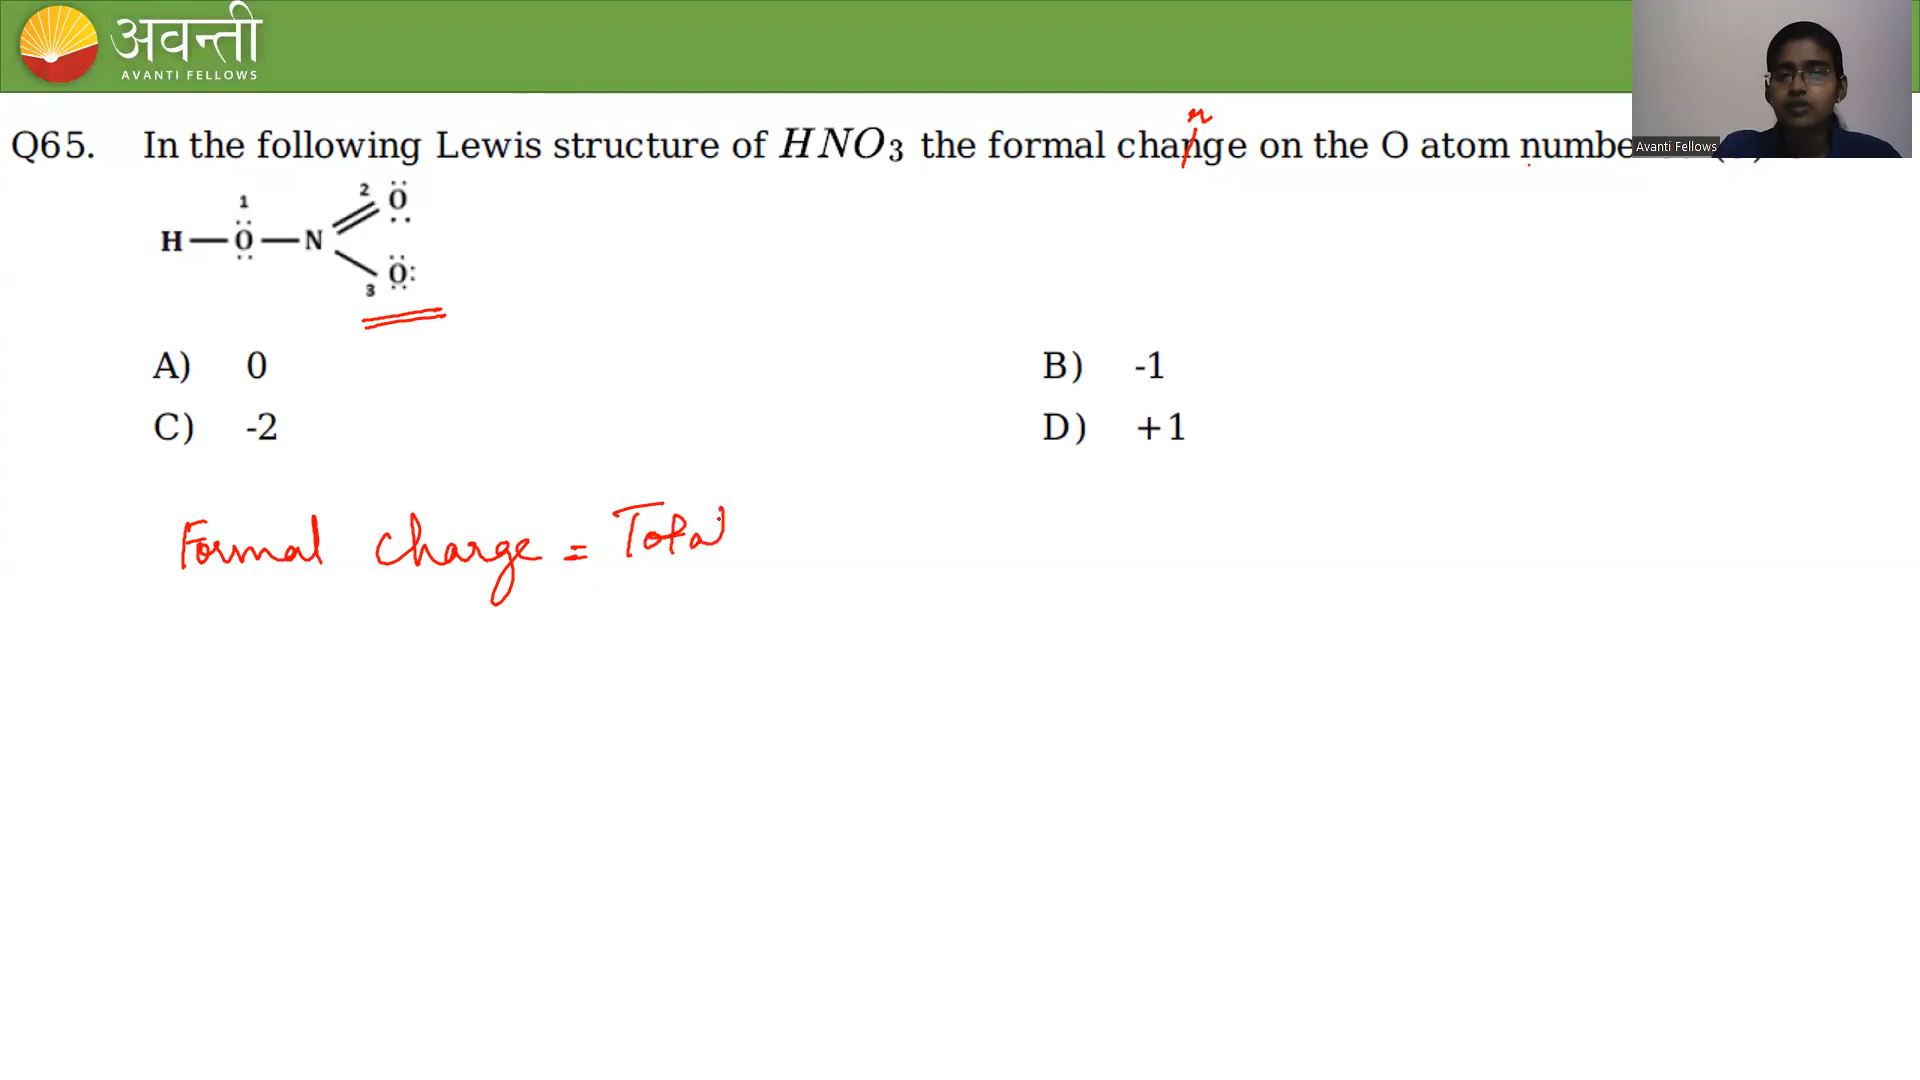 अवन्ती
AVANTI FELLOWS
Avanti Fellows
Q65. In the following Lewis structure of HNO₃ the formal change on the O atom numbe
r
1 2 Ö
H—O—N
3 O:
A) 0 B) -1
C) -2 D) +1
Formal charge = Total